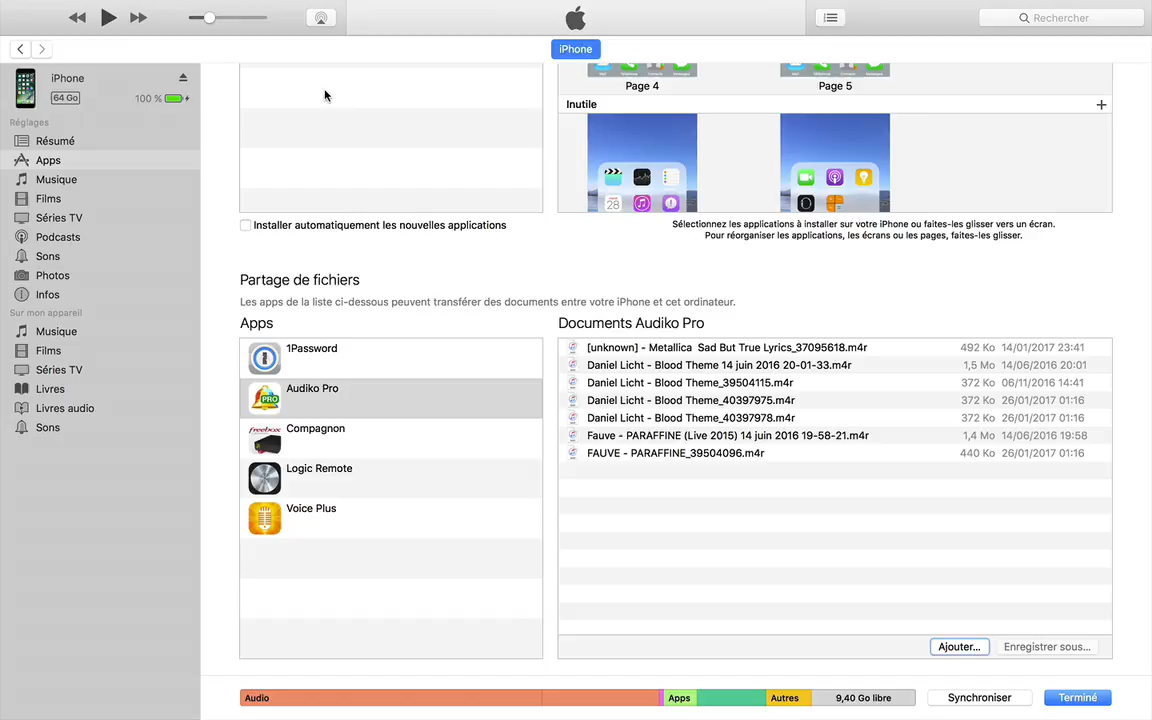 Rechercher
iPhone
iPhone
64 Go
100 %
Réglages
Résumé
Apps
Musique
Films
Séries TV
Podcasts
Sons
Photos
Infos
Sur mon appareil
Musique
Films
Séries TV
Livres
Livres audio
Sons
Page 4
Page 5
Inutile
28
Installer automatiquement les nouvelles applications
Sélectionnez les applications à installer sur votre iPhone ou faites-les glisser vers un écran.
Pour réorganiser les applications, les écrans ou les pages, faites-les glisser.
Partage de fichiers
Les apps de la liste ci-dessous peuvent transférer des documents entre votre iPhone et cet ordinateur.
Apps
1Password
PRO
Audiko Pro
freebox
Compagnon
Logic Remote
Voice Plus
Documents Audiko Pro
[unknown] - Metallica  Sad But True Lyrics_37095618.m4r 492 Ko 14/01/2017 23:41
Daniel Licht - Blood Theme 14 juin 2016 20-01-33.m4r 1,5 Mo 14/06/2016 20:01
Daniel Licht - Blood Theme_39504115.m4r 372 Ko 06/11/2016 14:41
Daniel Licht - Blood Theme_40397975.m4r 372 Ko 26/01/2017 01:16
Daniel Licht - Blood Theme_40397978.m4r 372 Ko 26/01/2017 01:16
Fauve - PARAFFINE (Live 2015) 14 juin 2016 19-58-21.m4r 1,4 Mo 14/06/2016 19:58
FAUVE - PARAFFINE_39504096.m4r 440 Ko 26/01/2017 01:16
Ajouter...
Enregistrer sous...
Audio
Apps
Autres
9,40 Go libre
Synchroniser
Terminé